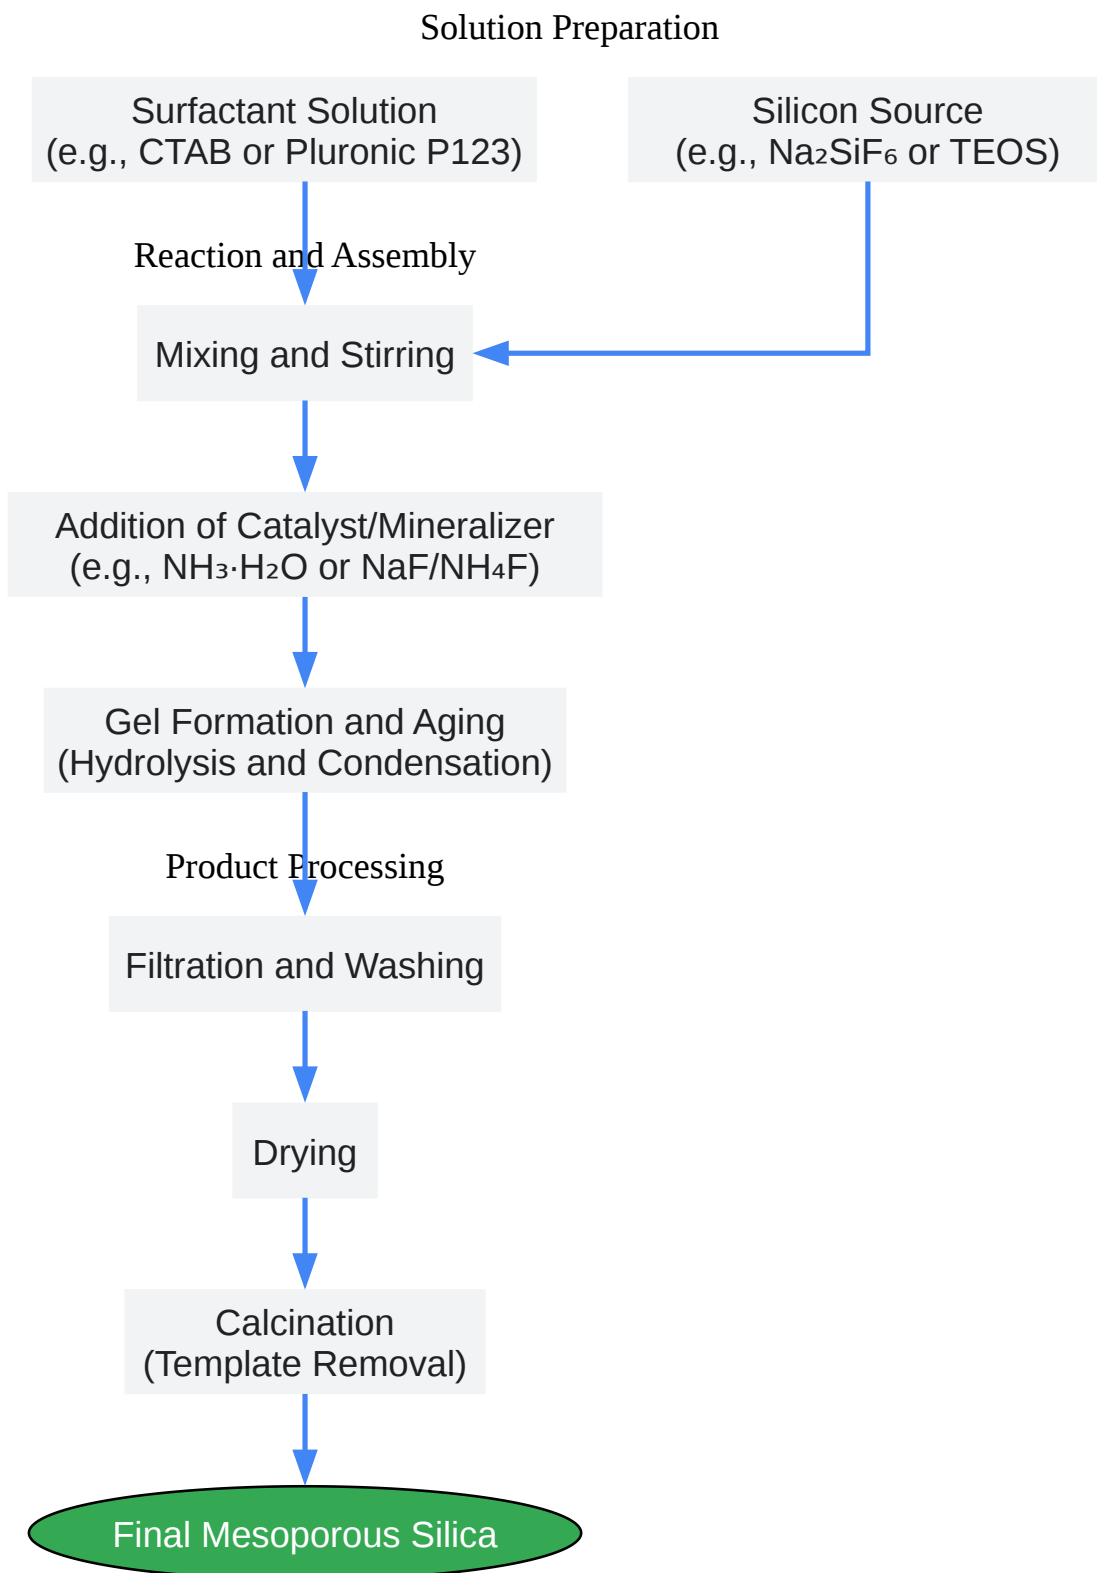 Solution Preparation
Surfactant Solution
(e.g., CTAB or Pluronic P123)
Silicon Source
(e.g., Na₂SiF₆ or TEOS)
Reaction and Assembly
Mixing and Stirring
Addition of Catalyst/Mineralizer
(e.g., NH₃·H₂O or NaF/NH₄F)
Gel Formation and Aging
(Hydrolysis and Condensation)
Product Processing
Filtration and Washing
Drying
Calcination
(Template Removal)
Final Mesoporous Silica